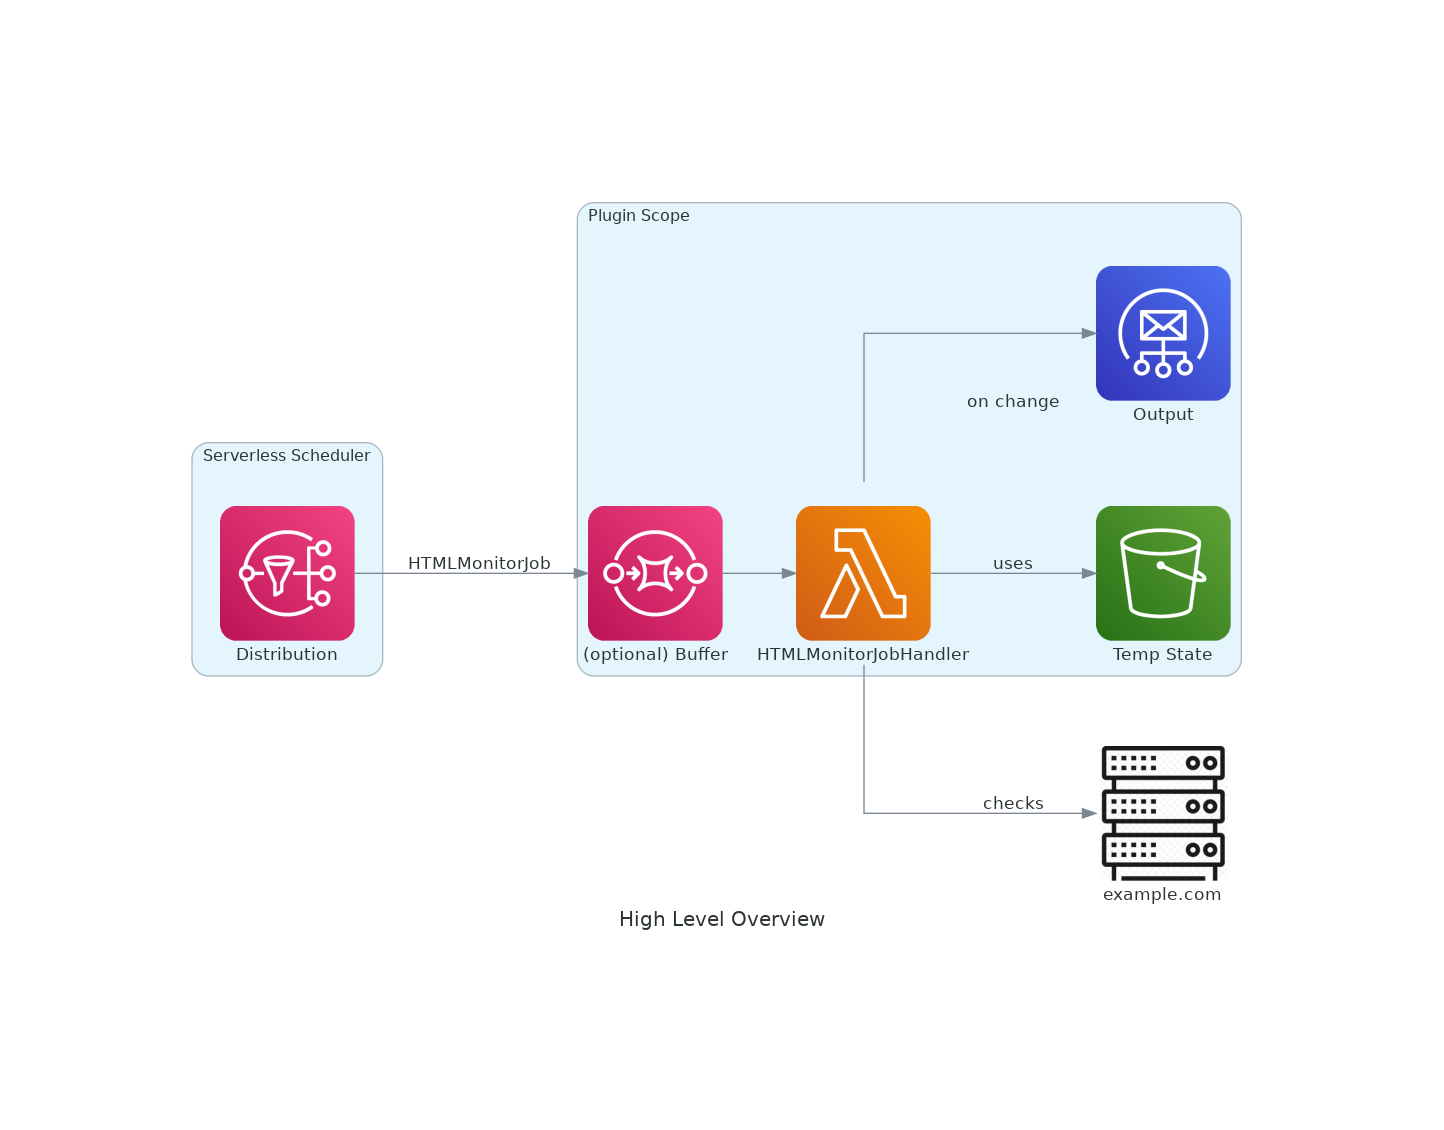 Plugin Scope
Output
on change
Serverless Scheduler
Distribution
HTMLMonitorJob
(optional) Buffer
HTMLMonitorJobHandler
uses
Temp State
checks
example.com
High Level Overview